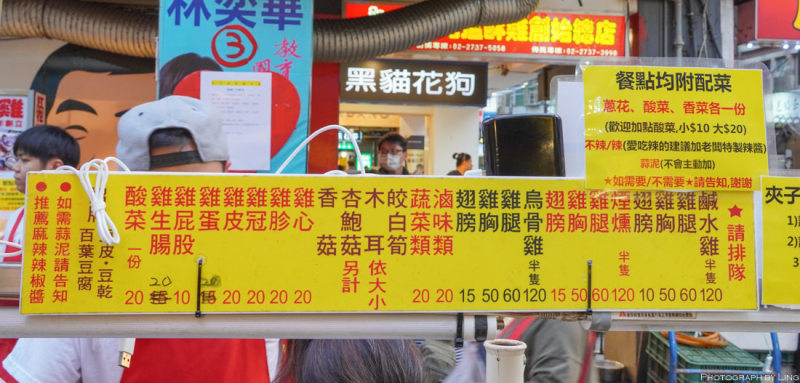 林奕華
③
教育
始總店
02-2737-5050
02-2737-3990
黑貓花狗
餐點均附配菜
蔥花、酸菜、香菜各一份
(歡迎加點酸菜,小$10 大$20)
不辣/辣(愛吃辣的建議加老闆特製辣醬)
蒜泥(不會主動加)
★如需要/不需要★請告知,謝謝
★請排隊
鹹水雞 半隻 120
雞腿 60
雞胸 50
翅膀 10
煙燻 半隻 120
雞腿 60
雞胸 50
翅膀 15
烏骨雞 半隻 120
雞腿 60
雞胸 50
翅膀 15
滷味類 20
蔬菜類 20
皎白筍
木耳
杏鮑菇
香菇
依大小另計
雞心 20
雞胗 20
雞冠 20
雞皮 20
雞蛋 15 20
雞屁股 10
雞生腸 15 20
酸菜 一份 20
皮·豆乾
百葉豆腐
●如需蒜泥請告知
●推薦麻辣辣椒醬
夾子
PHOTOGRAPH BY LING